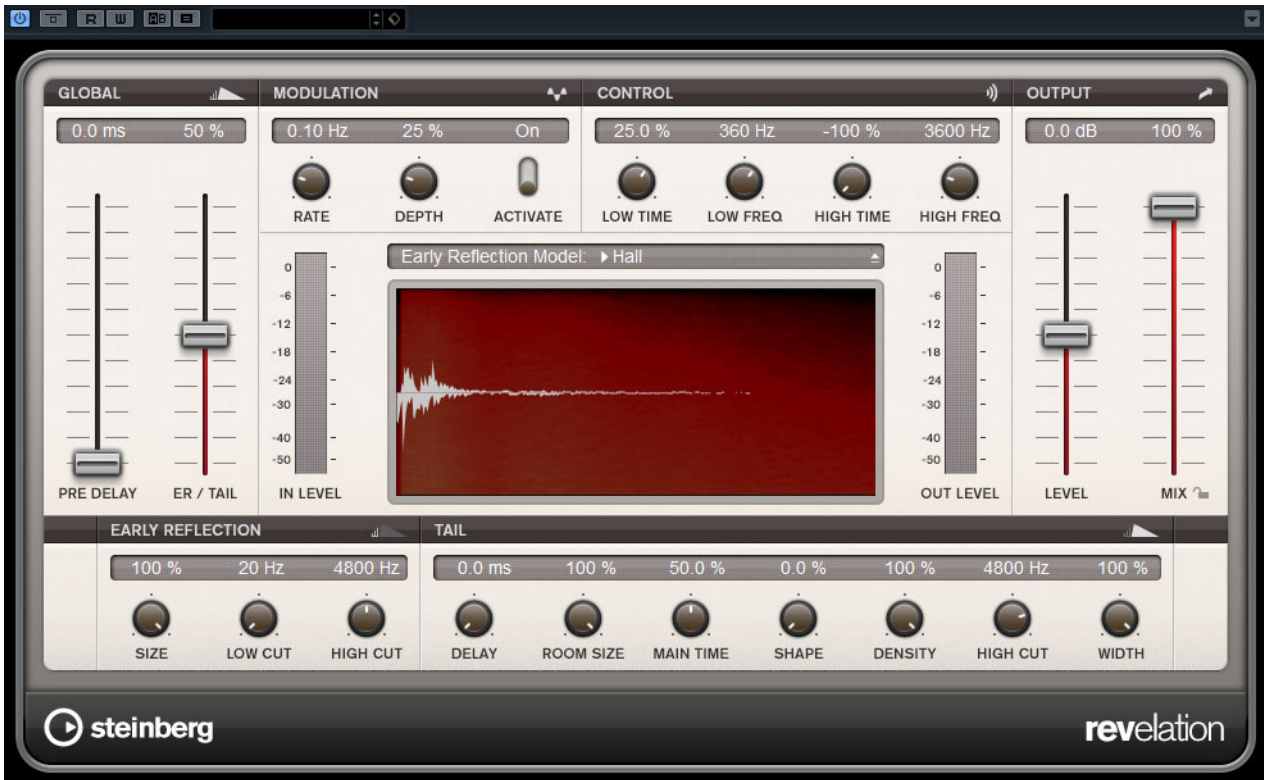 R W AB
GLOBAL MODULATION CONTROL OUTPUT
0.0 ms 50 % 0.10 Hz 25 % On 25.0 % 360 Hz -100 % 3600 Hz 0.0 dB 100 %
RATE DEPTH ACTIVATE LOW TIME LOW FREQ HIGH TIME HIGH FREQ
Early Reflection Model: Hall
0 0
-6 -6
-12 -12
-18 -18
-24 -24
-30 -30
-40 -40
-50 -50
PRE DELAY ER / TAIL IN LEVEL OUT LEVEL LEVEL MIX
EARLY REFLECTION TAIL
100 % 20 Hz 4800 Hz 0.0 ms 100 % 50.0 % 0.0 % 100 % 4800 Hz 100 %
SIZE LOW CUT HIGH CUT DELAY ROOM SIZE MAIN TIME SHAPE DENSITY HIGH CUT WIDTH
steinberg revelation